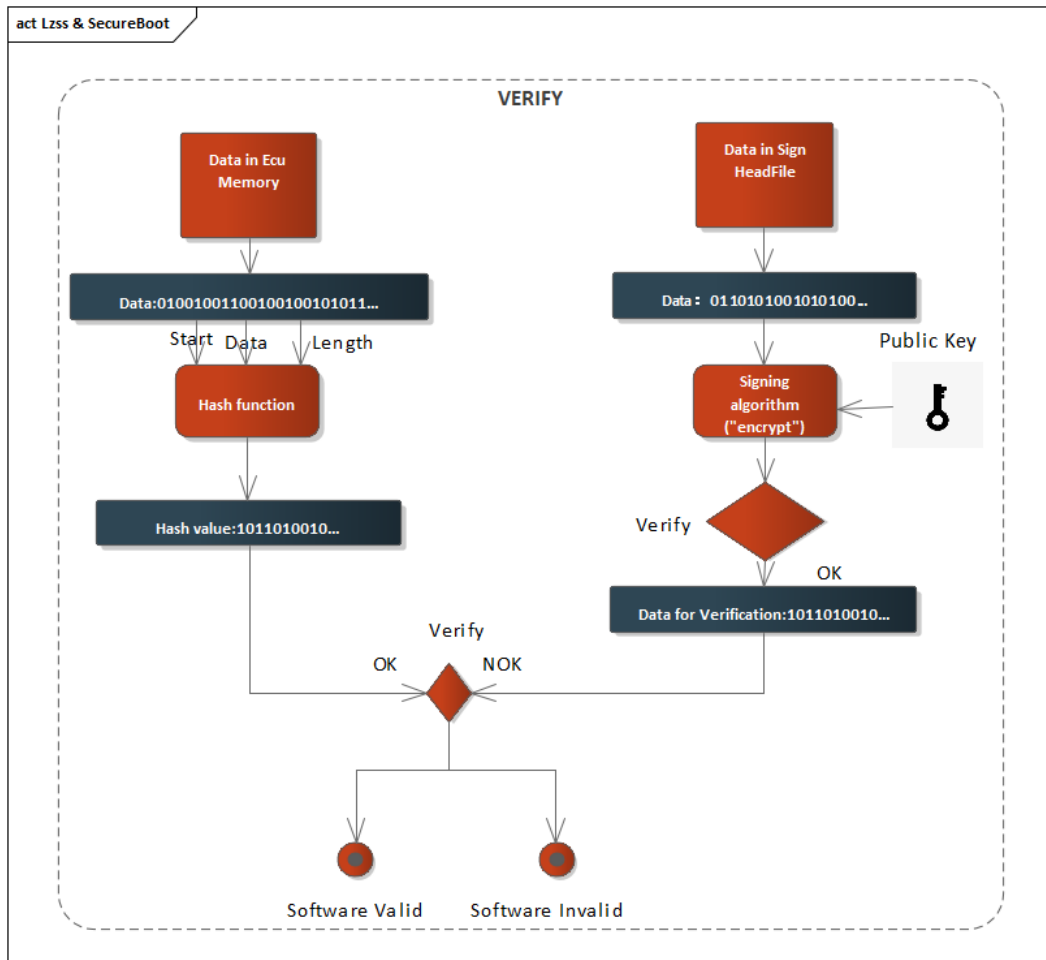 act Lzss & SecureBoot
VERIFY
Data in Ecu
Memory
Data in Sign
HeadFile
Data:01001001100100100101011...
Data: 0110101001010100...
Start
Data
Length
Public Key
Hash function
Signing
algorithm
("encrypt")
Hash value:1011010010...
Verify
OK
Data for Verification:1011010010...
Verify
OK
NOK
Software Valid
Software Invalid